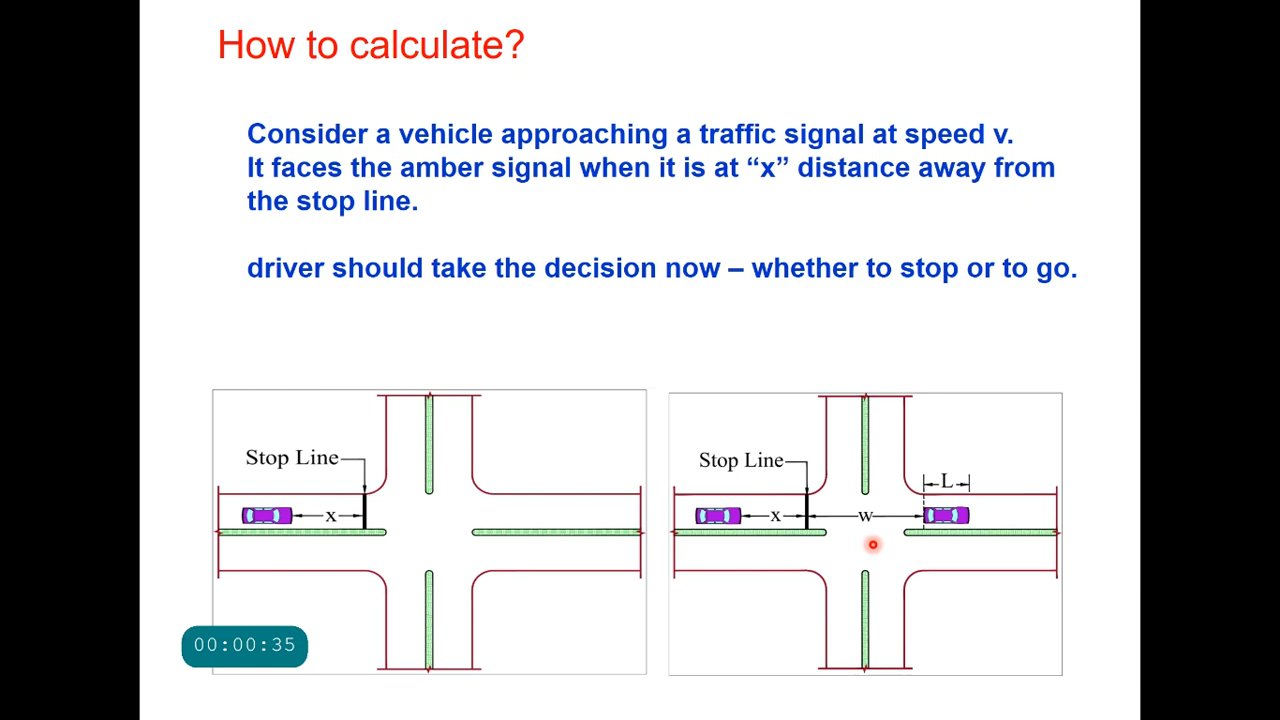 How to calculate?
Consider a vehicle approaching a traffic signal at speed v.
It faces the amber signal when it is at “x” distance away from
the stop line.
driver should take the decision now – whether to stop or to go.
Stop Line
x
Stop Line
L
x
w
00:00:35